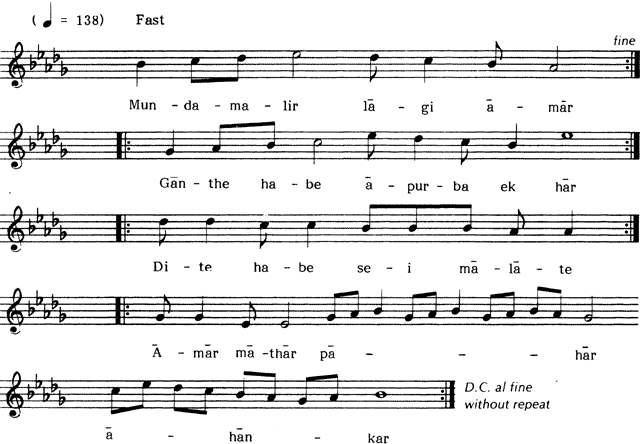 ( ♩ = 138) Fast
fine
Mun - da - ma - lir lā - gi ā - mār
Gān - the ha - be ā - pur - ba ek hār
Di - te ha - be se - i mā - lā - te
Ā - mār mā - thār pā - - - hār
ā - hān - kar
D.C. al fine
without repeat